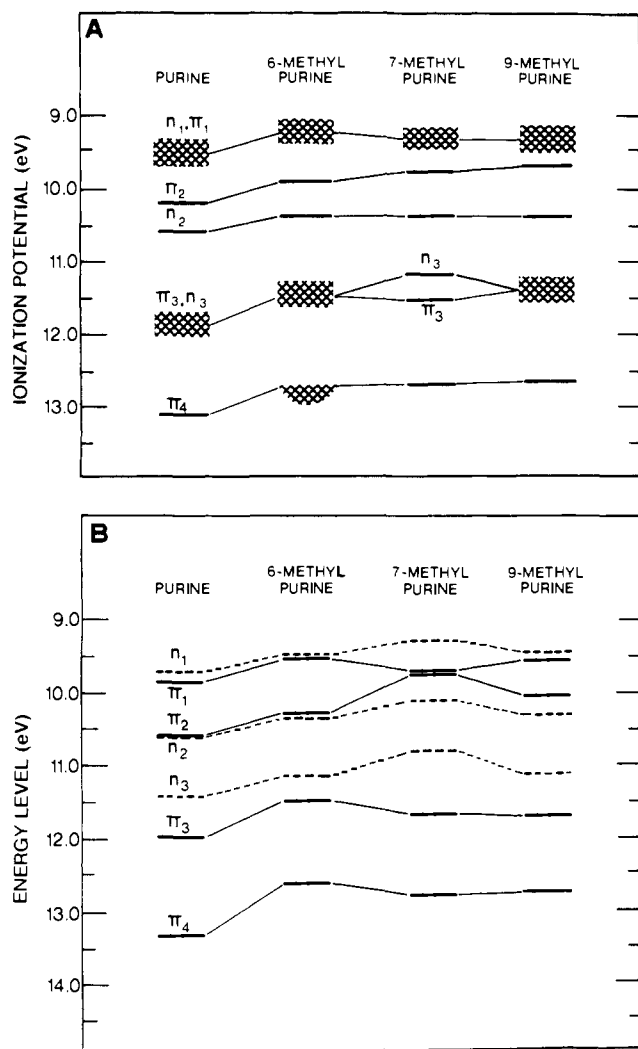 A
PURINE
6-METHYL PURINE
7-METHYL PURINE
9-METHYL PURINE
IONIZATION POTENTIAL (eV)
9.0
10.0
11.0
12.0
13.0
n₁,π₁
π₂
n₂
π₃,n₃
π₄
n₃
π₃
B
PURINE
6-METHYL PURINE
7-METHYL PURINE
9-METHYL PURINE
ENERGY LEVEL (eV)
9.0
10.0
11.0
12.0
13.0
14.0
n₁
π₁
π₂
n₂
n₃
π₃
π₄